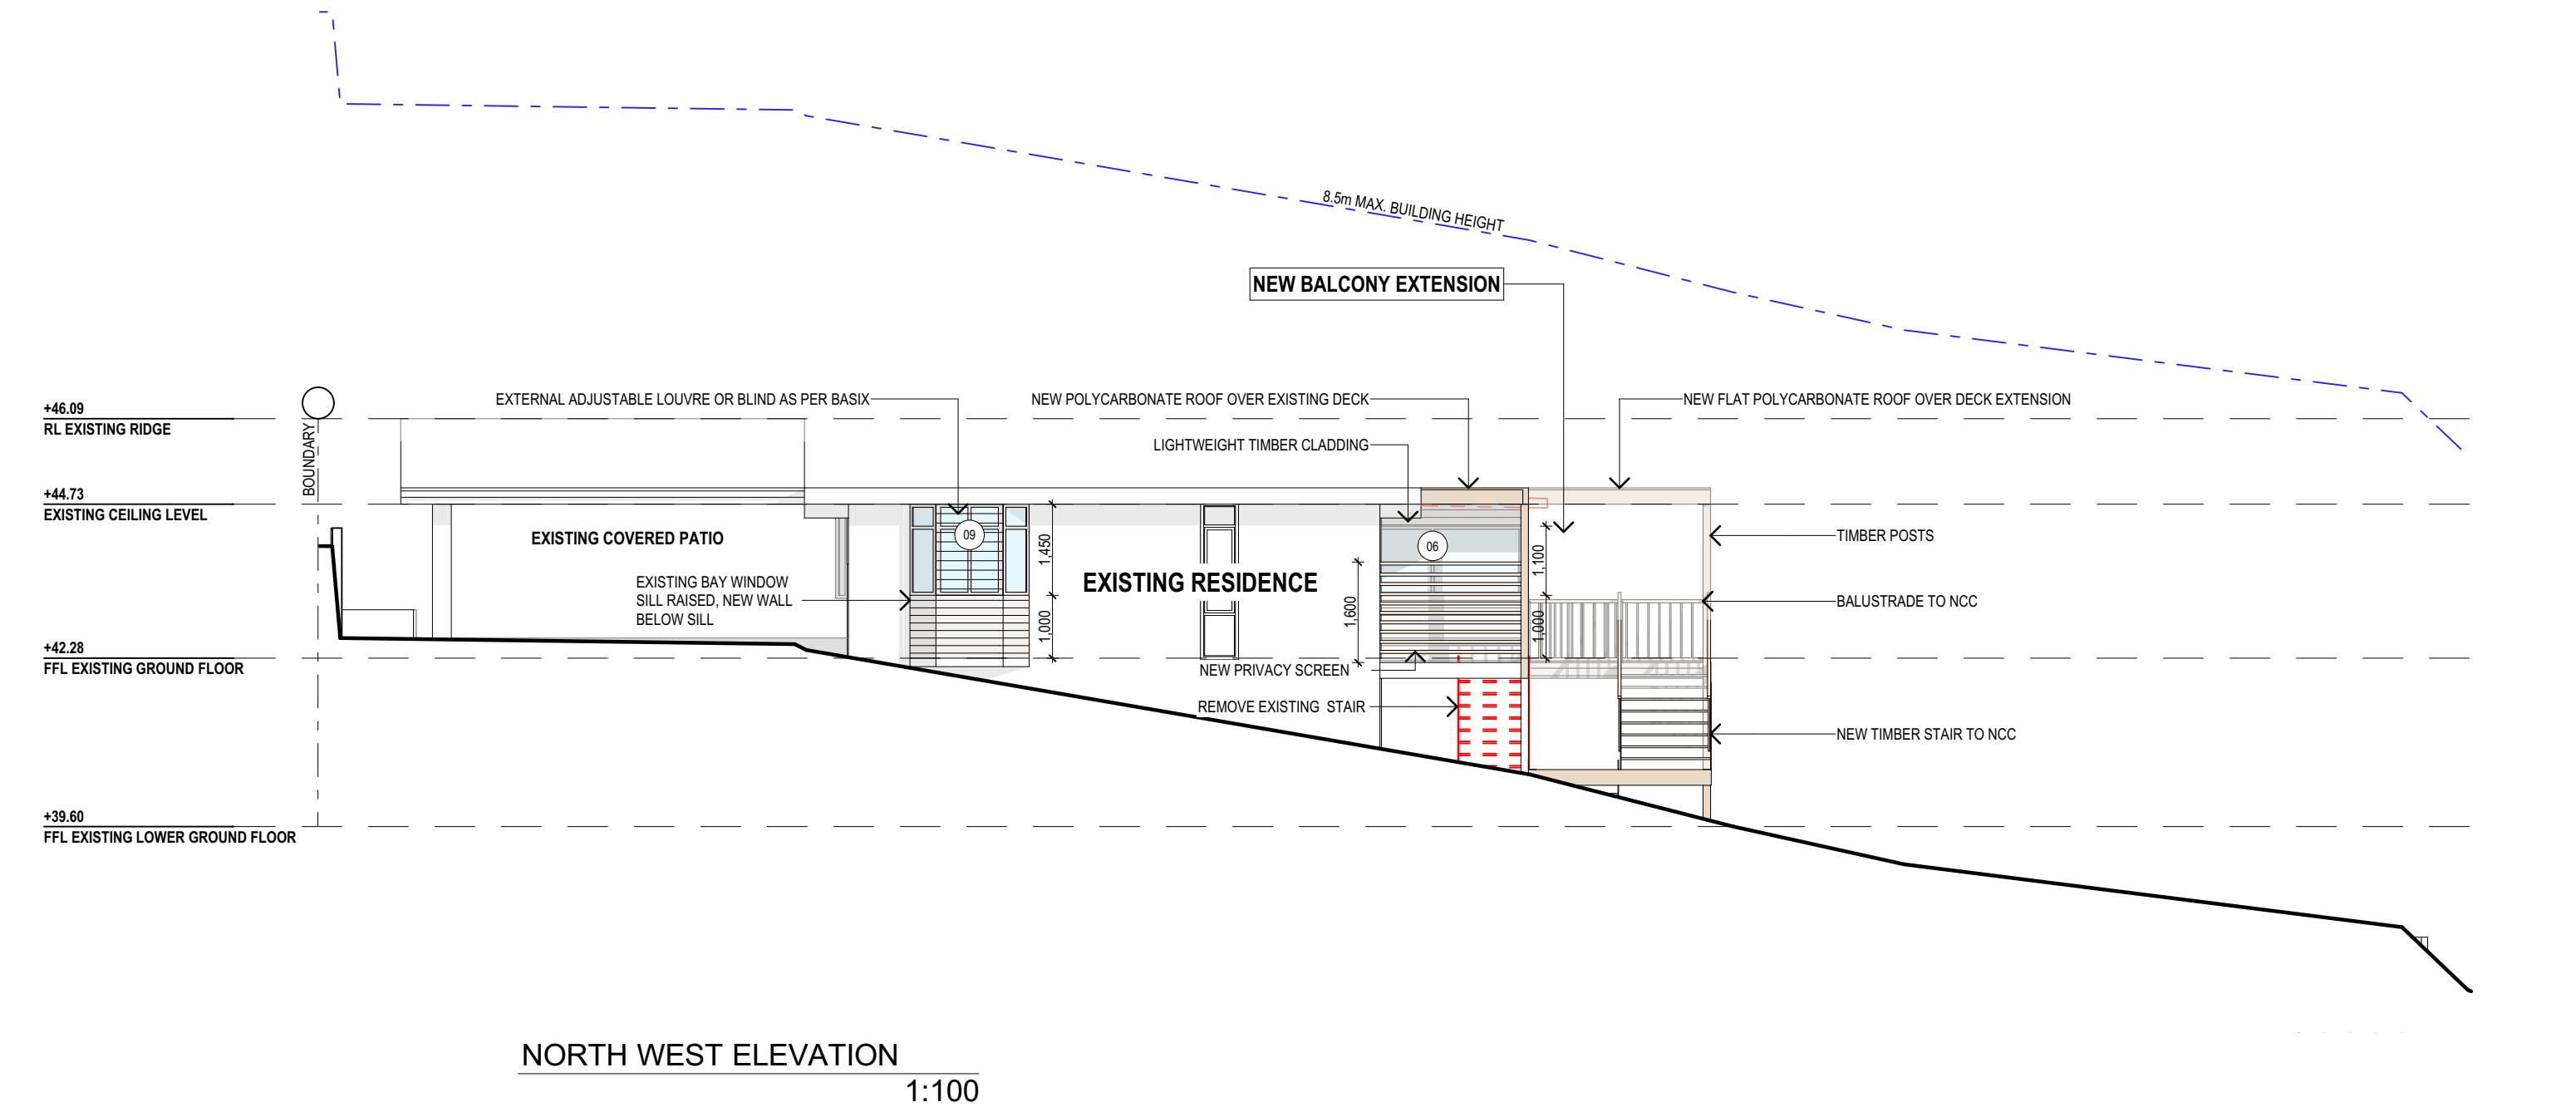 8.5m MAX. BUILDING HEIGHT
NEW BALCONY EXTENSION
EXTERNAL ADJUSTABLE LOUVRE OR BLIND AS PER BASIX
NEW POLYCARBONATE ROOF OVER EXISTING DECK
NEW FLAT POLYCARBONATE ROOF OVER DECK EXTENSION
+46.09
RL EXISTING RIDGE
BOUNDARY
LIGHTWEIGHT TIMBER CLADDING
+44.73
EXISTING CEILING LEVEL
EXISTING COVERED PATIO
09
1,450
06
1,100
TIMBER POSTS
EXISTING BAY WINDOW
SILL RAISED, NEW WALL
BELOW SILL
EXISTING RESIDENCE
1,600
1,000
1,000
BALUSTRADE TO NCC
+42.28
FFL EXISTING GROUND FLOOR
NEW PRIVACY SCREEN
REMOVE EXISTING STAIR
NEW TIMBER STAIR TO NCC
+39.60
FFL EXISTING LOWER GROUND FLOOR
NORTH WEST ELEVATION
1:100